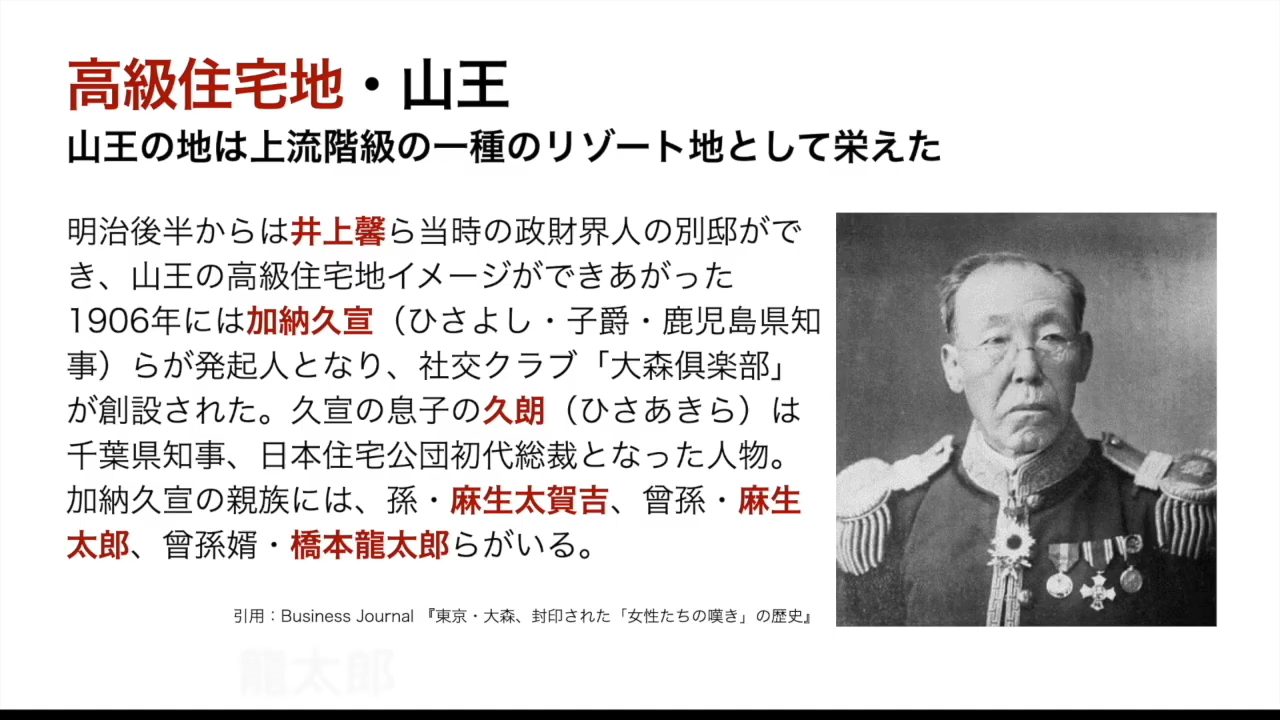 高級住宅地・山王
山王の地は上流階級の一種のリゾート地として栄えた
明治後半からは井上馨ら当時の政財界人の別邸がで
き、山王の高級住宅地イメージができあがった
1906年には加納久宣（ひさよし・子爵・鹿児島県知
事）らが発起人となり、社交クラブ「大森倶楽部」
が創設された。久宣の息子の久朗（ひさあきら）は
千葉県知事、日本住宅公団初代総裁となった人物。
加納久宣の親族には、孫・麻生太賀吉、曾孫・麻生
太郎、曾孫婿・橋本龍太郎らがいる。
引用：Business Journal 『東京・大森、封印された「女性たちの嘆き」の歴史』
龍太郎